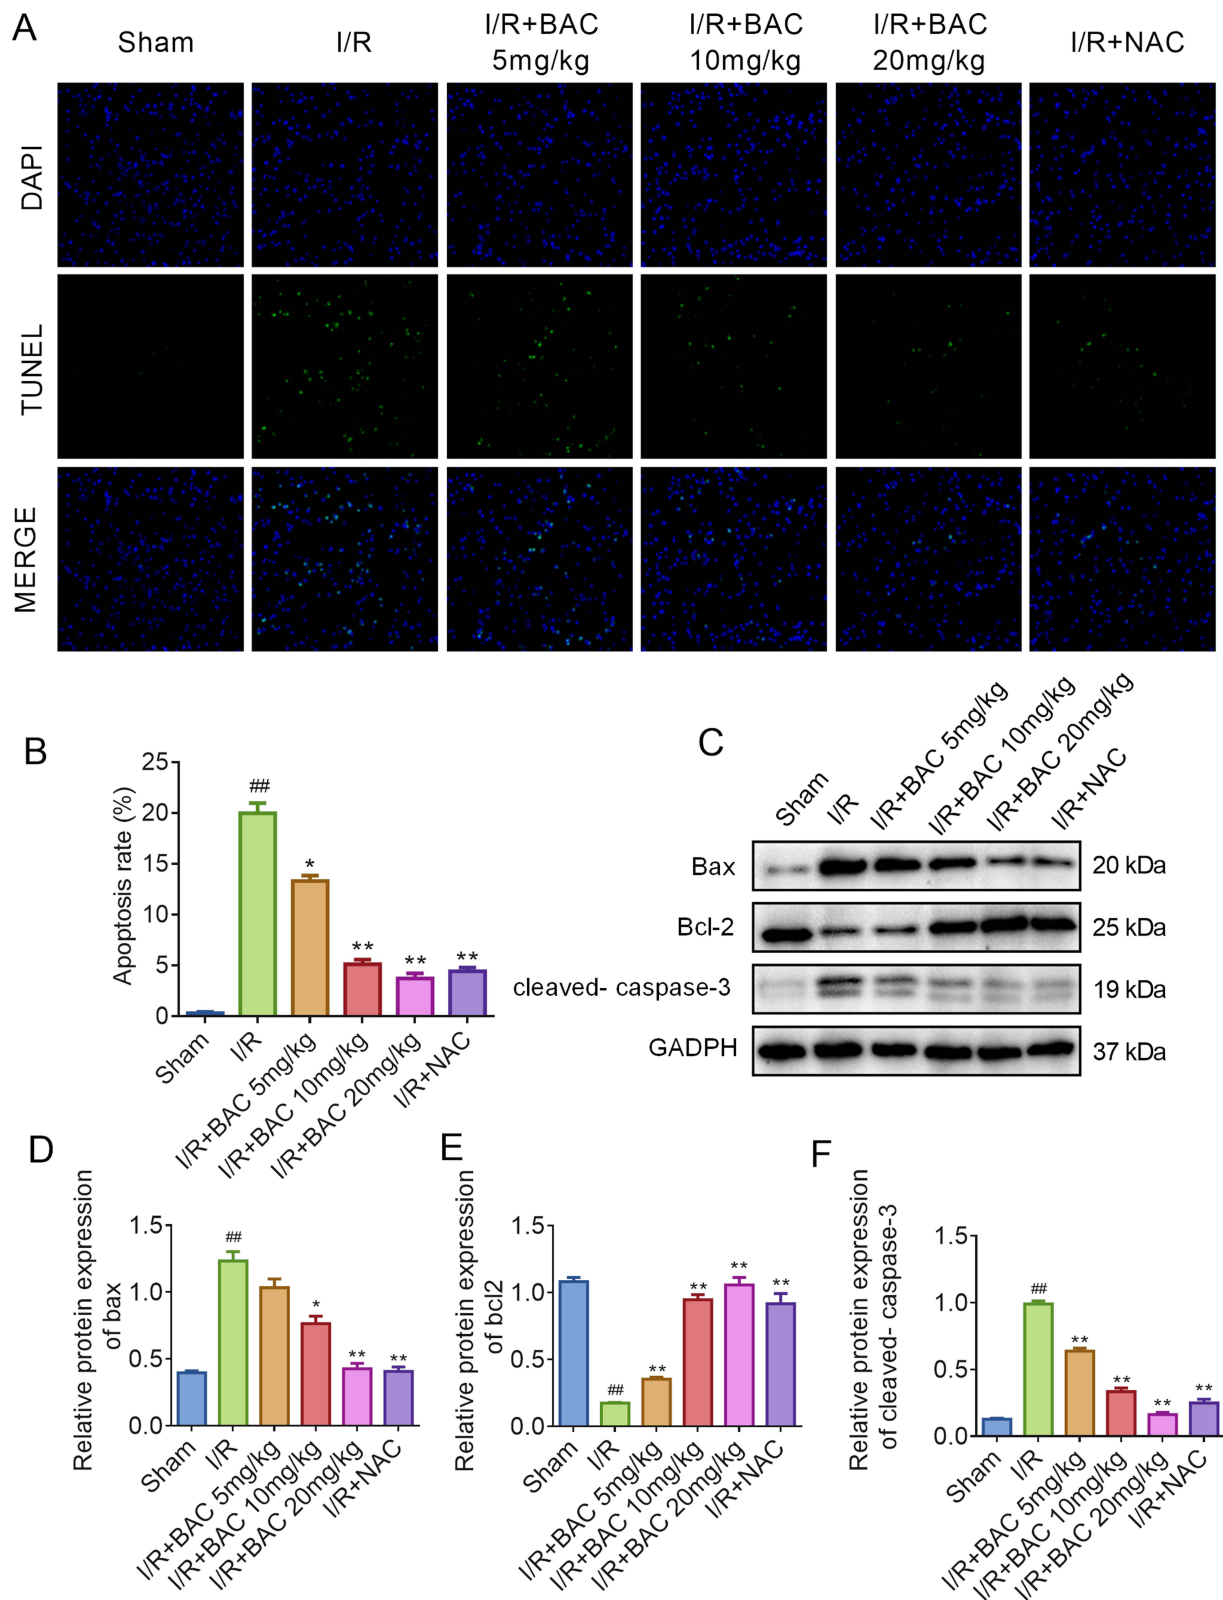 A
Sham
I/R
I/R+BAC
5mg/kg
I/R+BAC
10mg/kg
I/R+BAC
20mg/kg
I/R+NAC
DAPI
TUNEL
MERGE
B
Apoptosis rate (%)
25
20
15
10
5
0
##
*
**
**
**
Sham
I/R
I/R+BAC 5mg/kg
I/R+BAC 10mg/kg
I/R+BAC 20mg/kg
I/R+NAC
C
Sham
I/R
I/R+BAC 5mg/kg
I/R+BAC 10mg/kg
I/R+BAC 20mg/kg
I/R+NAC
Bax
20 kDa
Bcl-2
25 kDa
cleaved- caspase-3
19 kDa
GADPH
37 kDa
D
Relative protein expression
of bax
1.5
1.0
0.5
0.0
##
*
**
**
Sham
I/R
I/R+BAC 5mg/kg
I/R+BAC 10mg/kg
I/R+BAC 20mg/kg
I/R+NAC
E
Relative protein expression
of bcl2
1.5
1.0
0.5
0.0
##
**
**
**
**
Sham
I/R
I/R+BAC 5mg/kg
I/R+BAC 10mg/kg
I/R+BAC 20mg/kg
I/R+NAC
F
Relative protein expression
of cleaved- caspase-3
1.5
1.0
0.5
0.0
##
**
**
**
**
Sham
I/R
I/R+BAC 5mg/kg
I/R+BAC 10mg/kg
I/R+BAC 20mg/kg
I/R+NAC